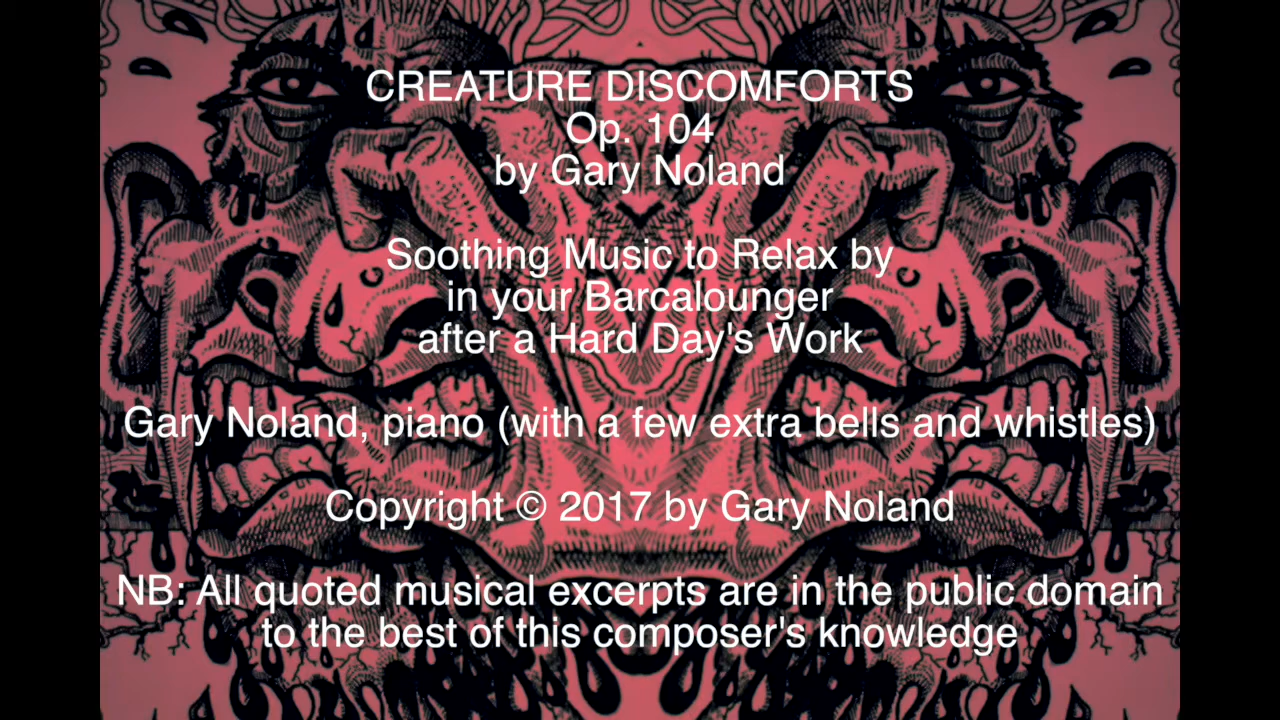 CREATURE DISCOMFORTS
Op. 104
by Gary Noland
Soothing Music to Relax by
in your Barcalounger
after a Hard Day's Work
Gary Noland, piano (with a few extra bells and whistles)
Copyright © 2017 by Gary Noland
NB: All quoted musical excerpts are in the public domain
to the best of this composer's knowledge